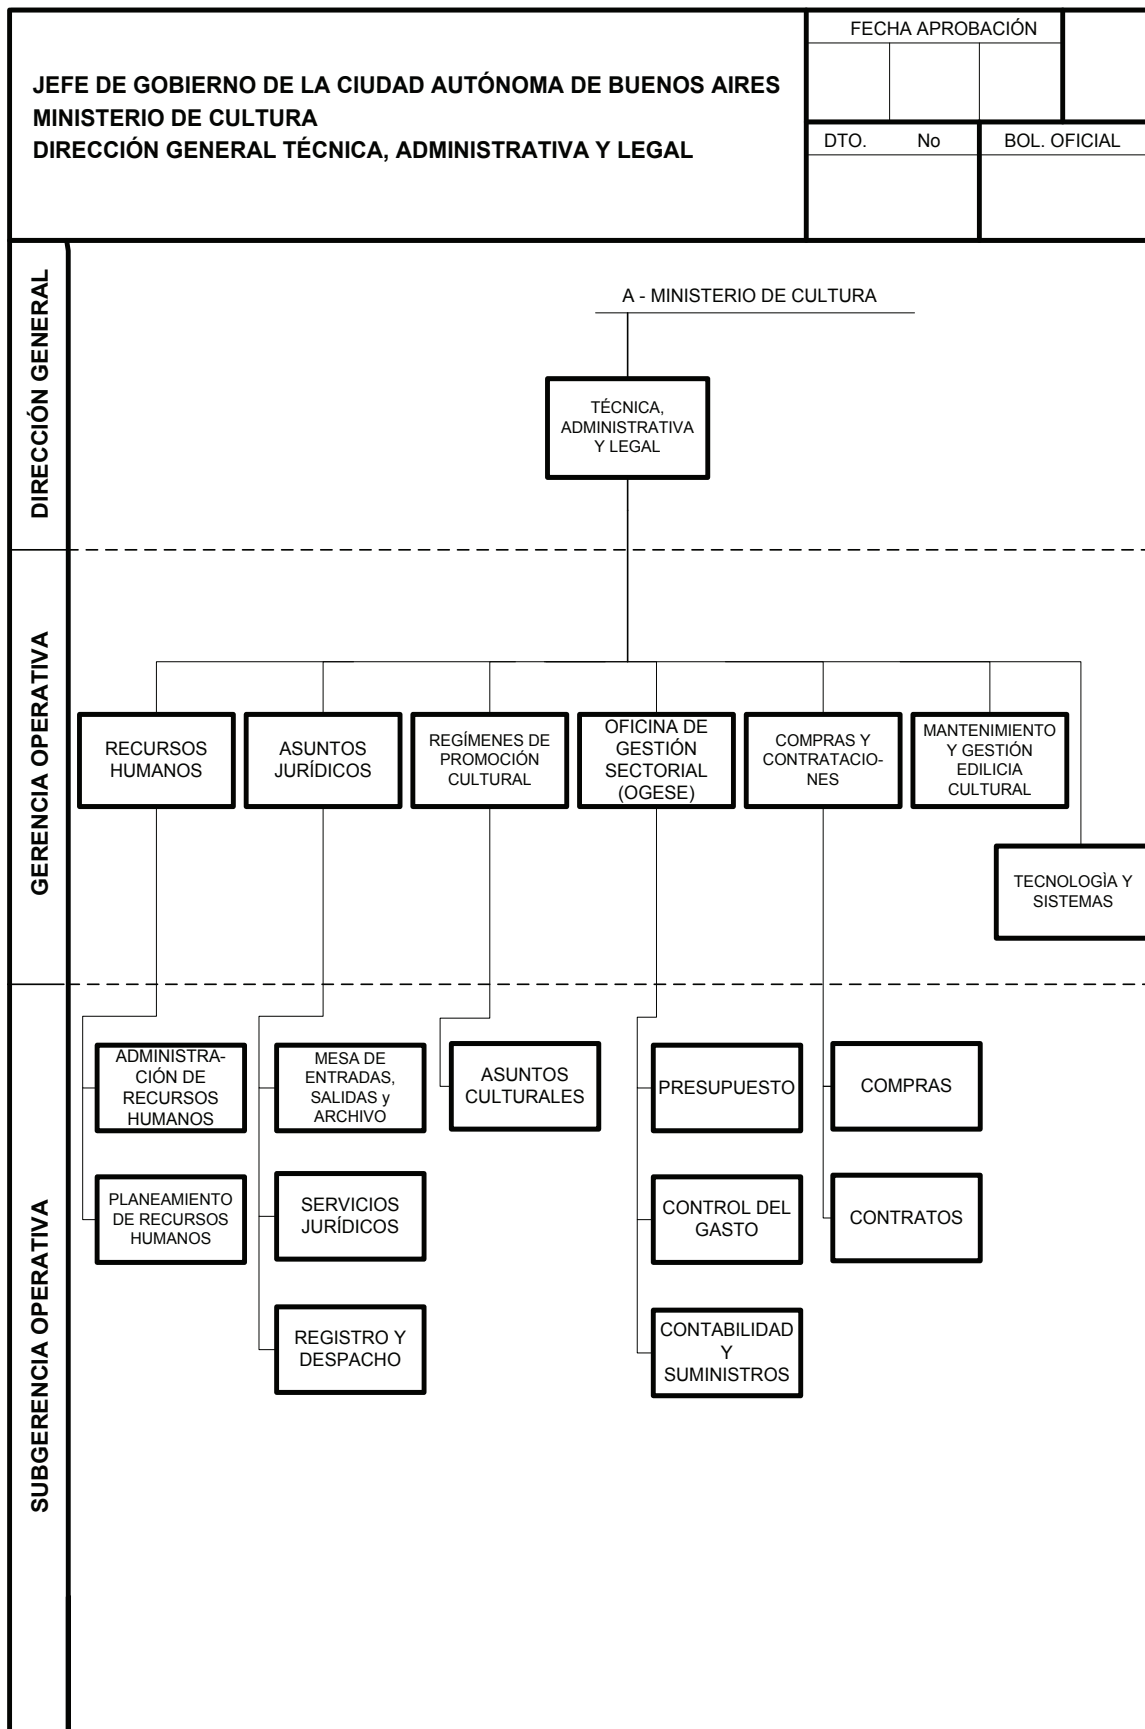 JEFE DE GOBIERNO DE LA CIUDAD AUTÓNOMA DE BUENOS AIRES
MINISTERIO DE CULTURA
DIRECCIÓN GENERAL TÉCNICA, ADMINISTRATIVA Y LEGAL
FECHA APROBACIÓN
DTO. No
BOL. OFICIAL
DIRECCIÓN GENERAL
A - MINISTERIO DE CULTURA
TÉCNICA,
ADMINISTRATIVA
Y LEGAL
GERENCIA OPERATIVA
RECURSOS
HUMANOS
ASUNTOS
JURÍDICOS
REGÍMENES DE
PROMOCIÓN
CULTURAL
OFICINA DE
GESTIÓN
SECTORIAL
(OGESE)
COMPRAS Y
CONTRATACIO-
NES
MANTENIMIENTO
Y GESTIÓN
EDILICIA
CULTURAL
TECNOLOGÌA Y
SISTEMAS
SUBGERENCIA OPERATIVA
ADMINISTRA-
CIÓN DE
RECURSOS
HUMANOS
MESA DE
ENTRADAS,
SALIDAS y
ARCHIVO
ASUNTOS
CULTURALES
PRESUPUESTO
COMPRAS
PLANEAMIENTO
DE RECURSOS
HUMANOS
SERVICIOS
JURÍDICOS
CONTROL DEL
GASTO
CONTRATOS
REGISTRO Y
DESPACHO
CONTABILIDAD
Y
SUMINISTROS